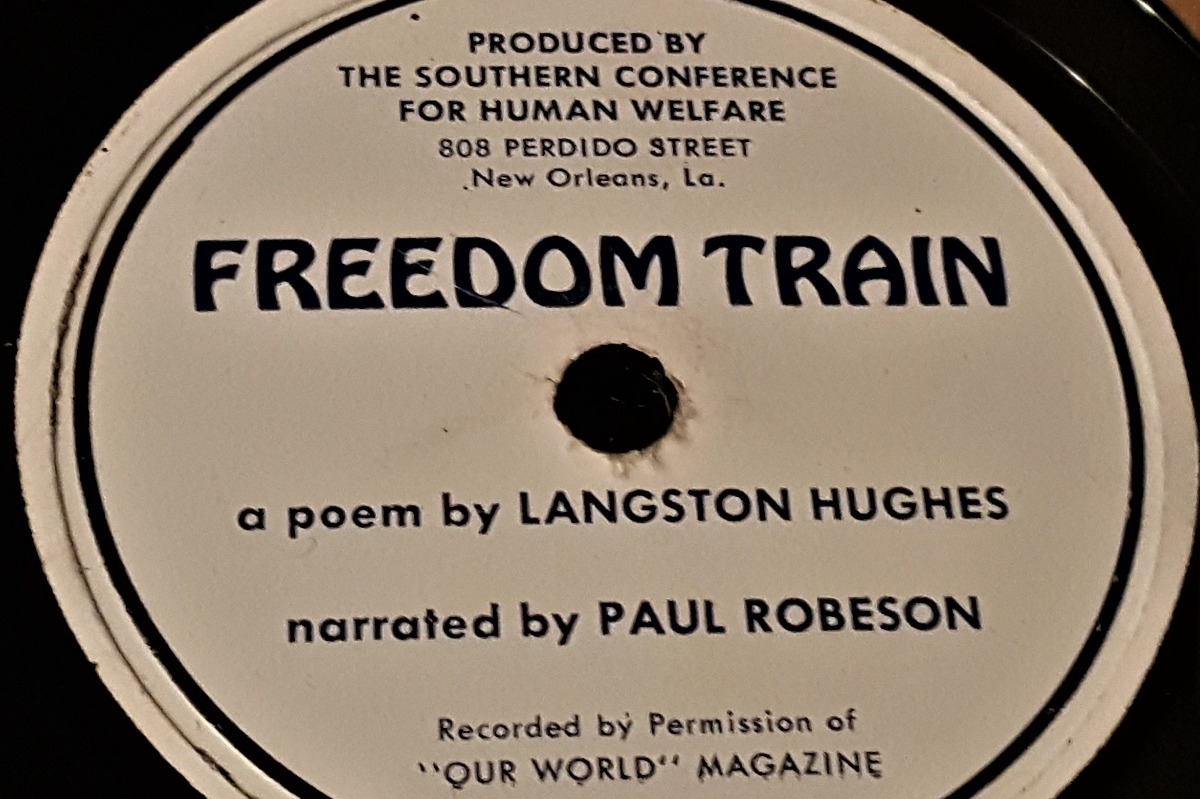 PRODUCED BY
THE SOUTHERN CONFERENCE
FOR HUMAN WELFARE
808 PERDIDO STREET
New Orleans, La.
FREEDOM TRAIN
a poem by LANGSTON HUGHES
narrated by PAUL ROBESON
Recorded by Permission of
"OUR WORLD" MAGAZINE